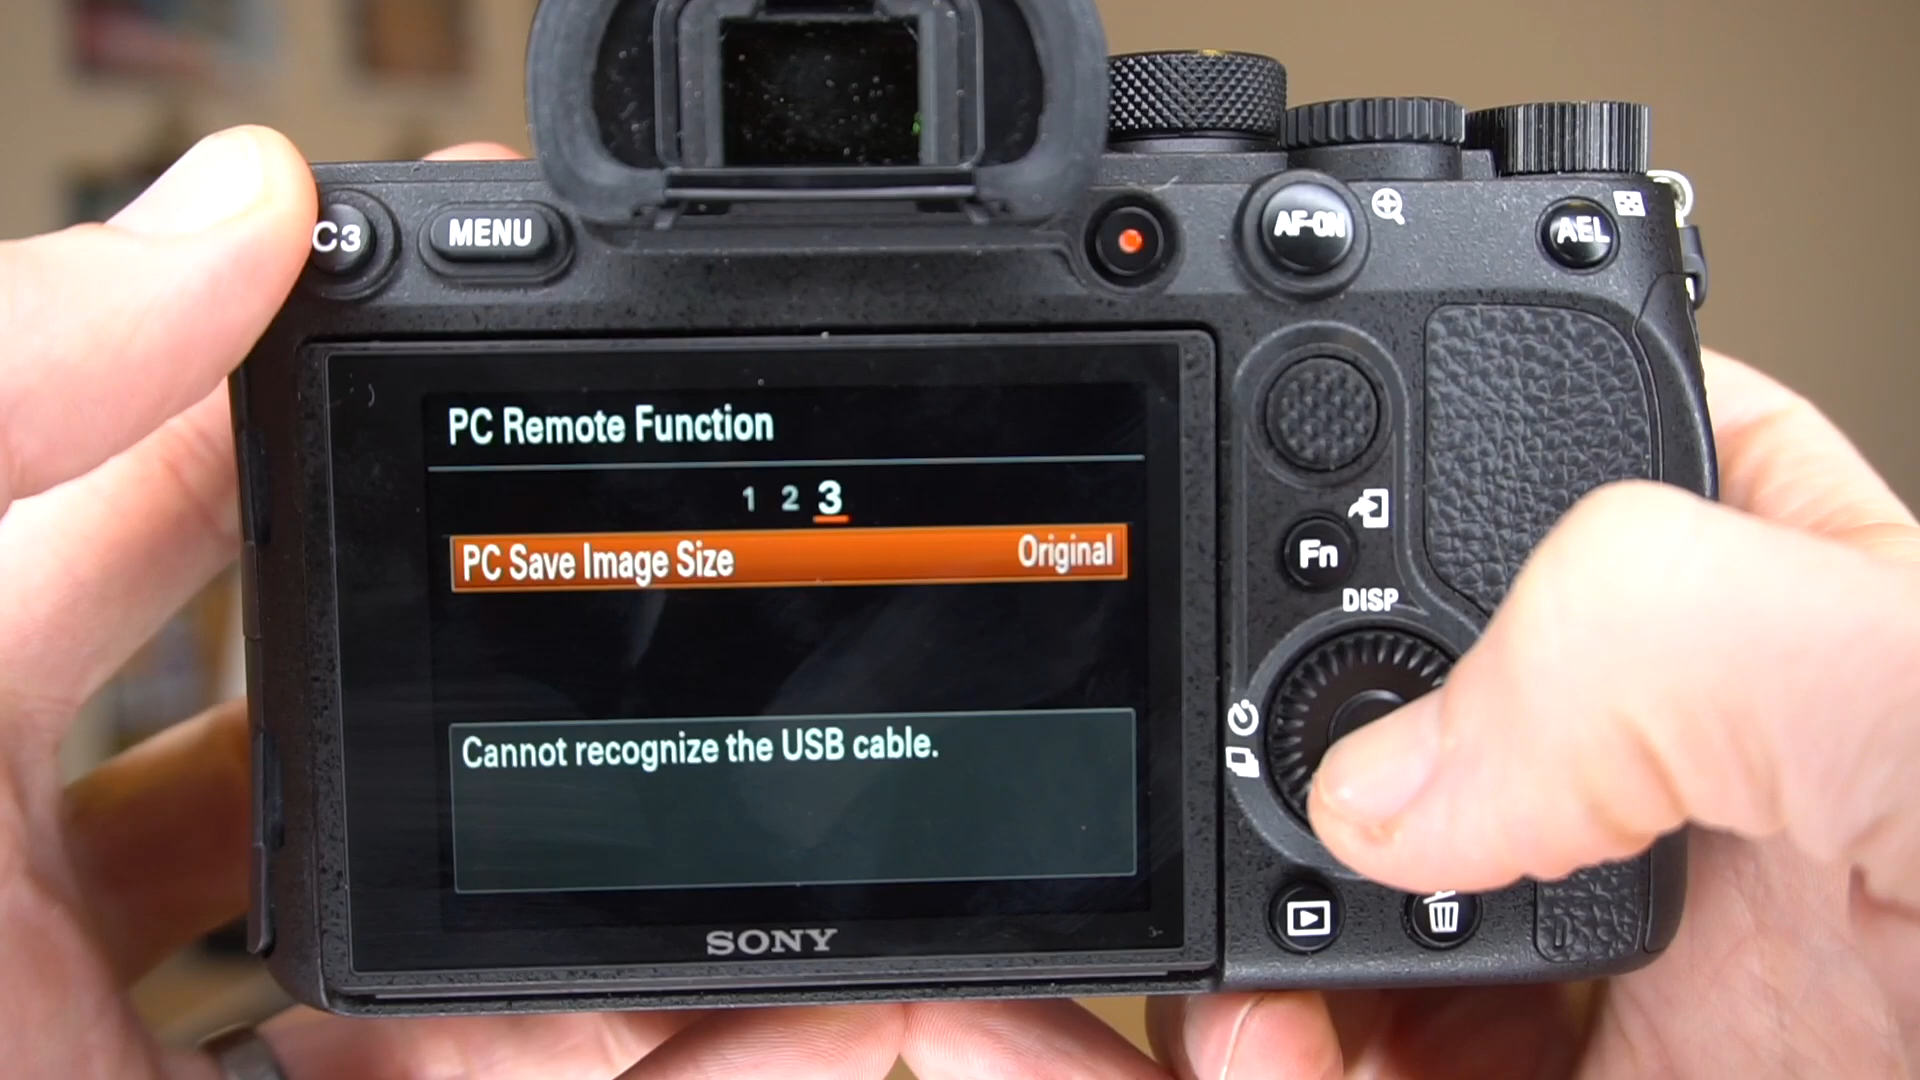 C3
MENU
AF-ON
AEL
PC Remote Function
1 2 3
PC Save Image Size Original
Fn
DISP
Cannot recognize the USB cable.
SONY